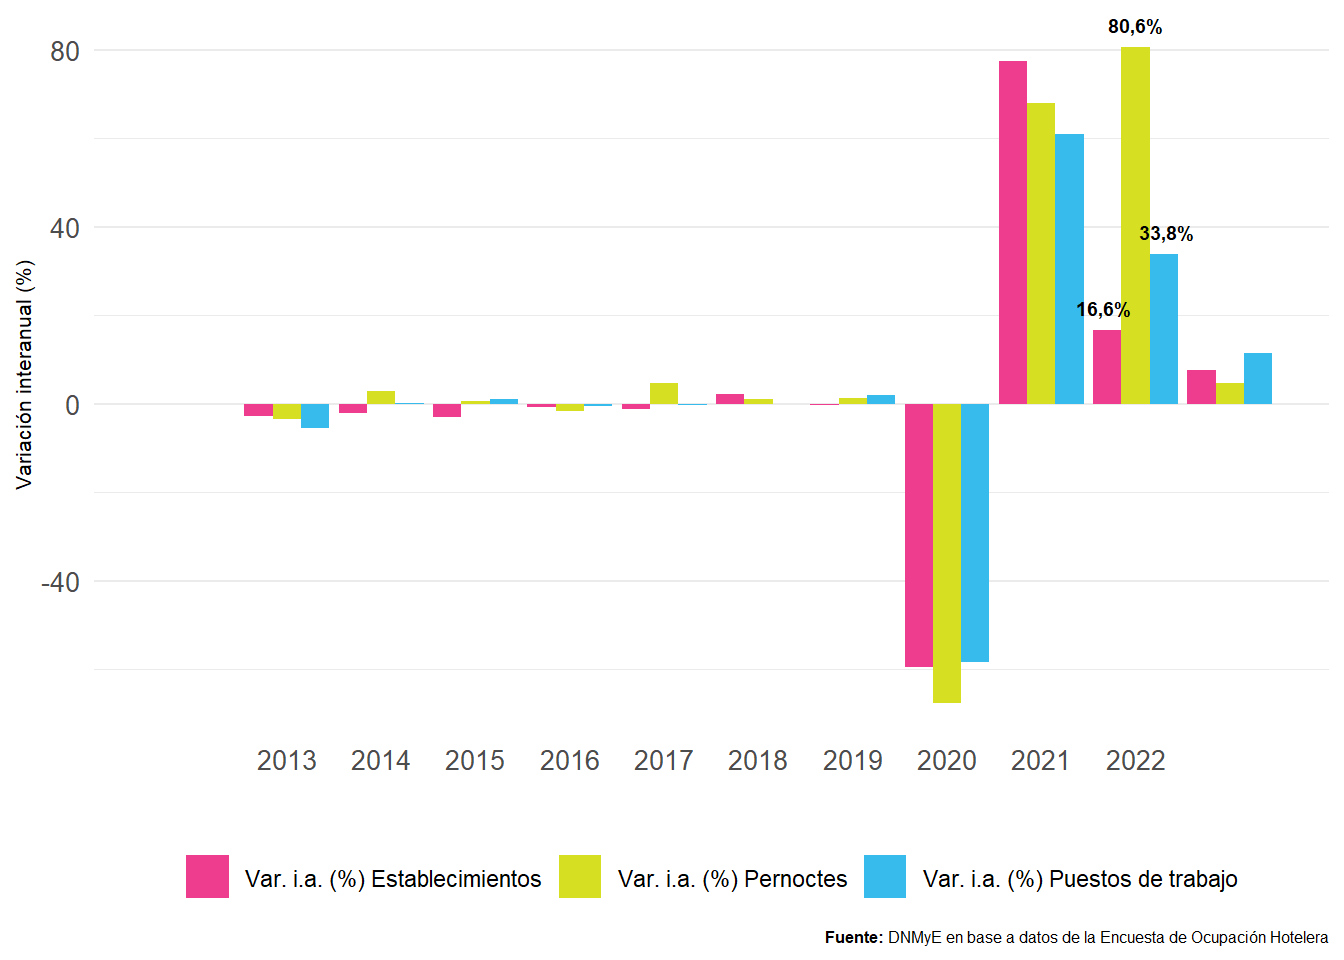 80,6%
80
40
33,8%
16,6%
0
-40
Variación interanual (%)
2013 2014 2015 2016 2017 2018 2019 2020 2021 2022
Var. i.a. (%) Establecimientos Var. i.a. (%) Pernoctes Var. i.a. (%) Puestos de trabajo
Fuente: DNMyE en base a datos de la Encuesta de Ocupación Hotelera